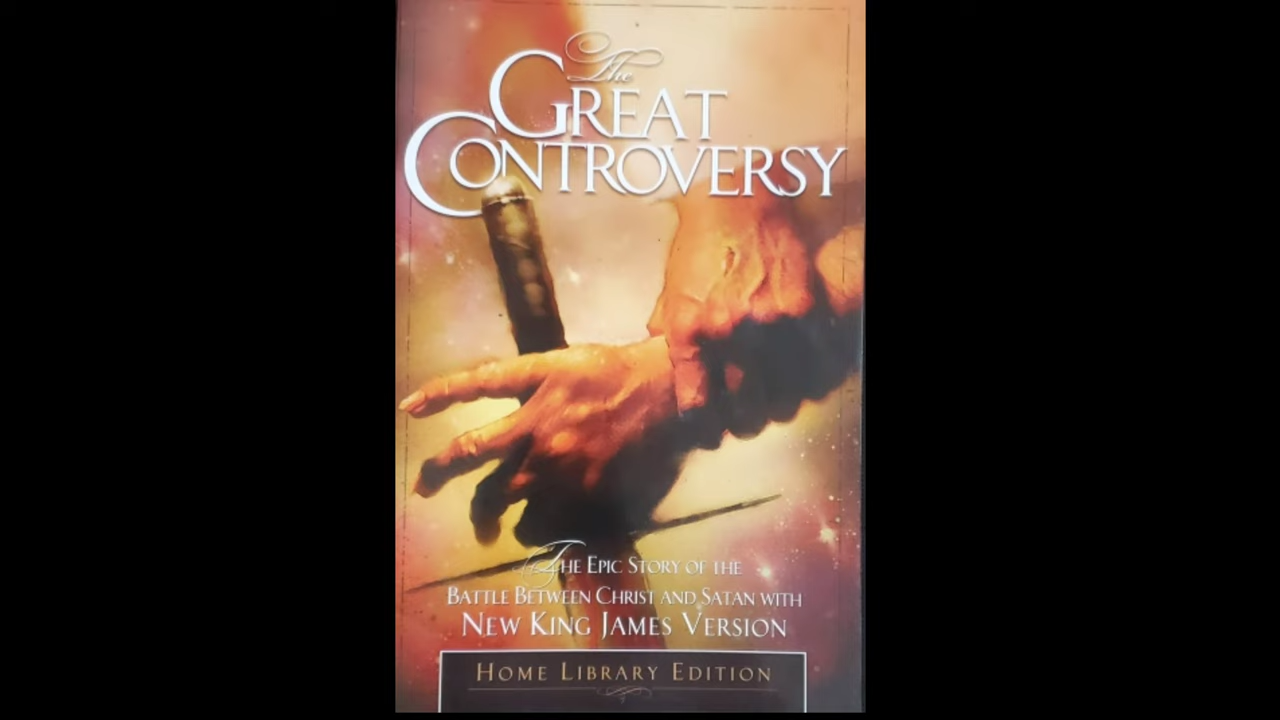 The
GREAT
CONTROVERSY
THE EPIC STORY OF THE
BATTLE BETWEEN CHRIST AND SATAN WITH
NEW KING JAMES VERSION
HOME LIBRARY EDITION